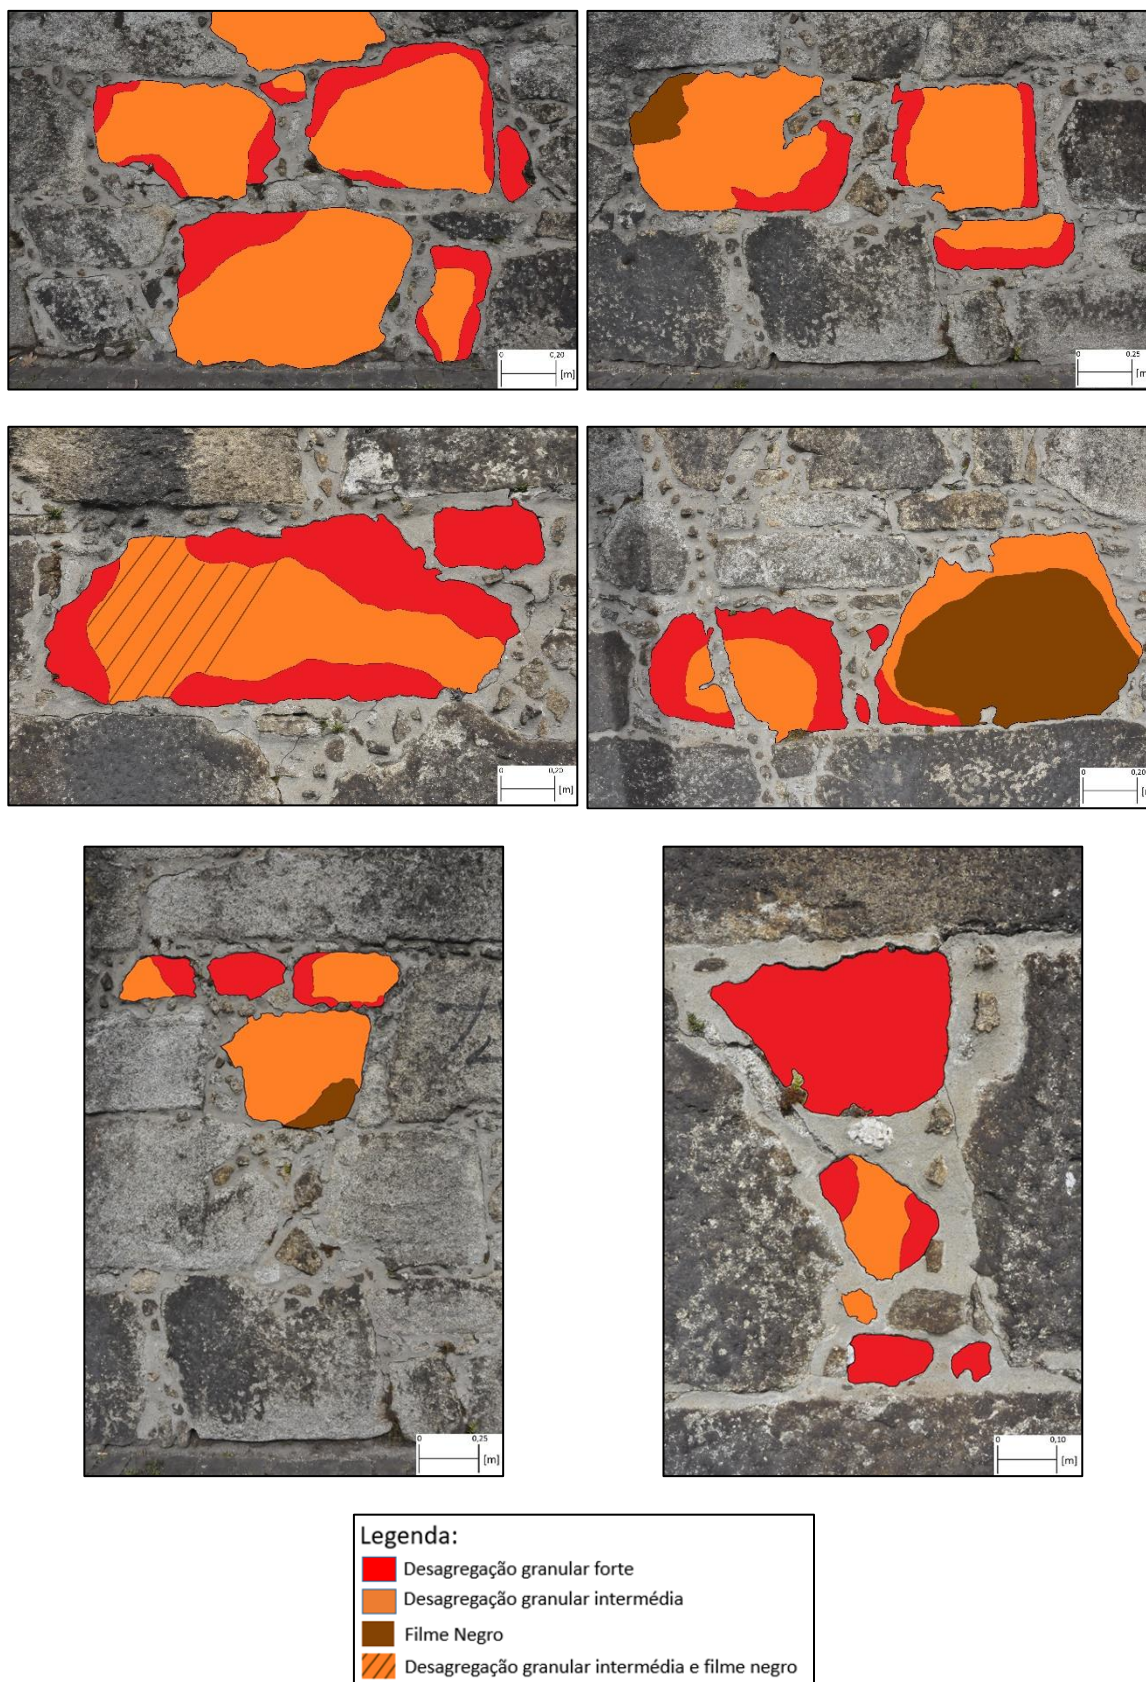 0 0,20
[m]
0 0,25
[m
0 0,20
[m]
0 0,20
0 0,25
[m]
0 0,10
[m]
Legenda:
Desagregação granular forte
Desagregação granular intermédia
Filme Negro
Desagregação granular intermédia e filme negro